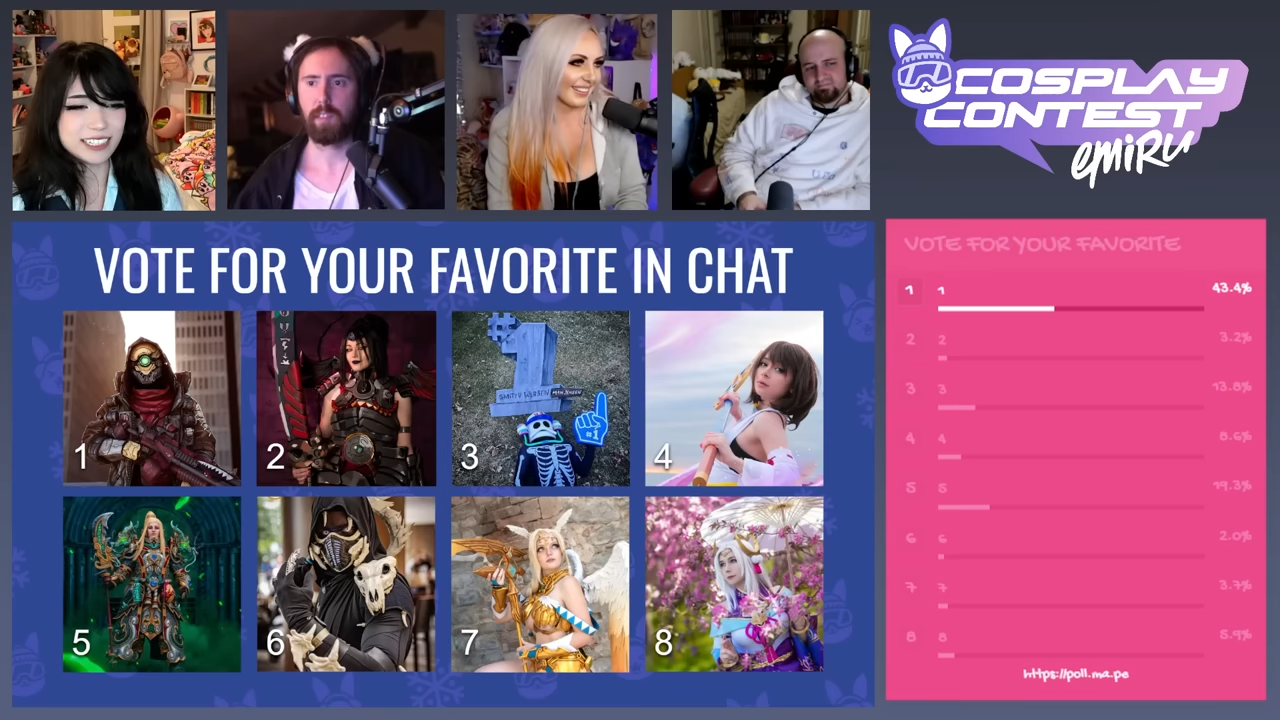 COSPLAY
CONTEST
emiru
VOTE FOR YOUR FAVORITE IN CHAT
1
2
3
4
5
6
7
8
#1
#1
VOTE FOR YOUR FAVORITE
1 1 43.4%
2 2 3.2%
3 3 13.8%
4 4 8.6%
5 5 19.3%
6 6 2.0%
7 7 3.7%
8 8 5.9%
https://poll.ma.pe